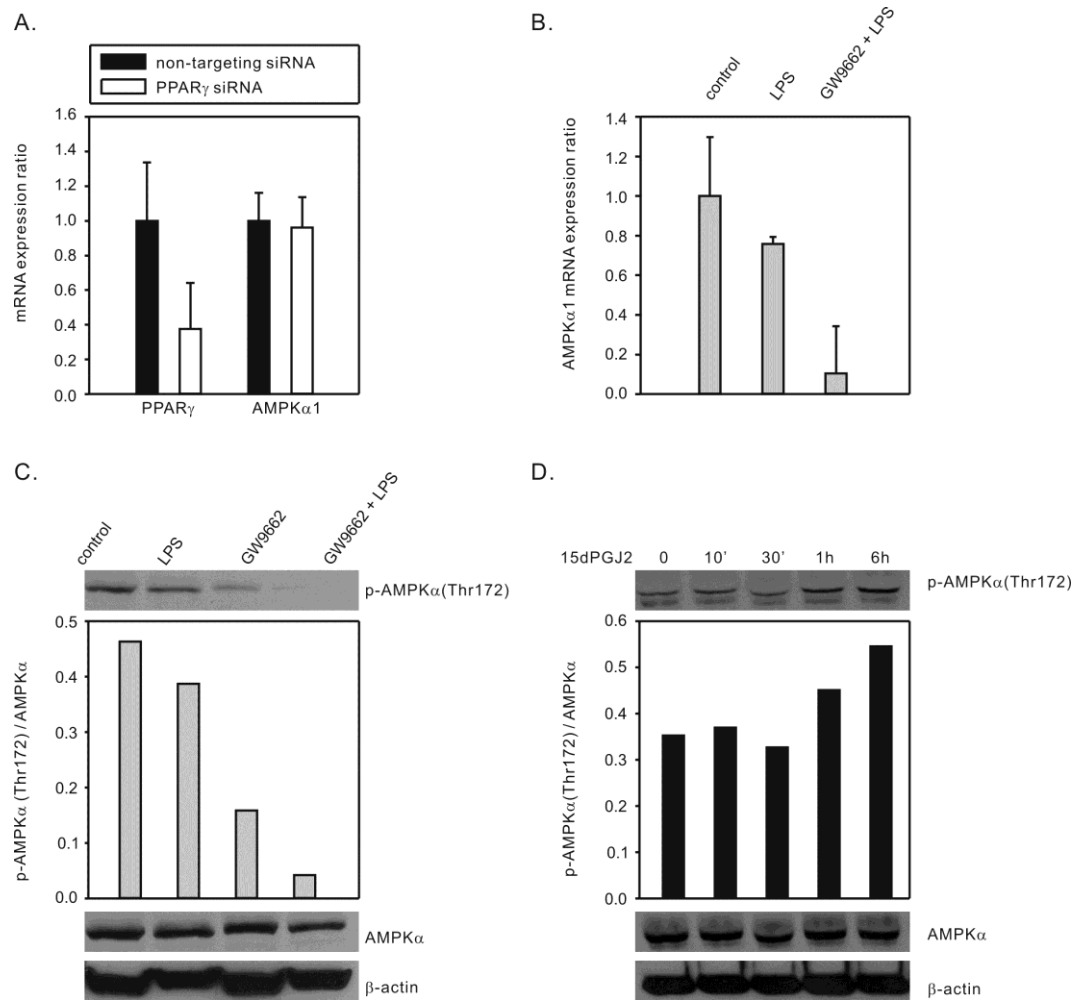 A.
non-targeting siRNA
PPARγ siRNA
mRNA expression ratio
1.6
1.4
1.2
1.0
0.8
0.6
0.4
0.2
0.0
PPARγ
AMPKα1
B.
control
LPS
GW9662 + LPS
AMPKα1 mRNA expression ratio
1.4
1.2
1.0
0.8
0.6
0.4
0.2
0.0
C.
control
LPS
GW9662
GW9662 + LPS
p-AMPKα(Thr172)
p-AMPKα (Thr172) / AMPKα
0.5
0.4
0.3
0.2
0.1
0.0
AMPKα
β-actin
D.
15dPGJ2 0 10' 30' 1h 6h
p-AMPKα(Thr172)
p-AMPKα(Thr172) / AMPKα
0.6
0.5
0.4
0.3
0.2
0.1
0.0
AMPKα
β-actin